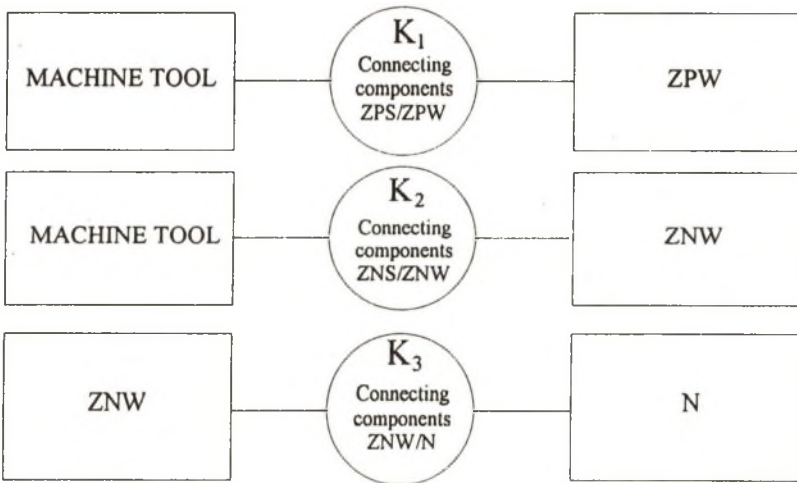 MACHINE TOOL
K₁
Connecting
components
ZPS/ZPW
ZPW
MACHINE TOOL
K₂
Connecting
components
ZNS/ZNW
ZNW
ZNW
K₃
Connecting
components
ZNW/N
N